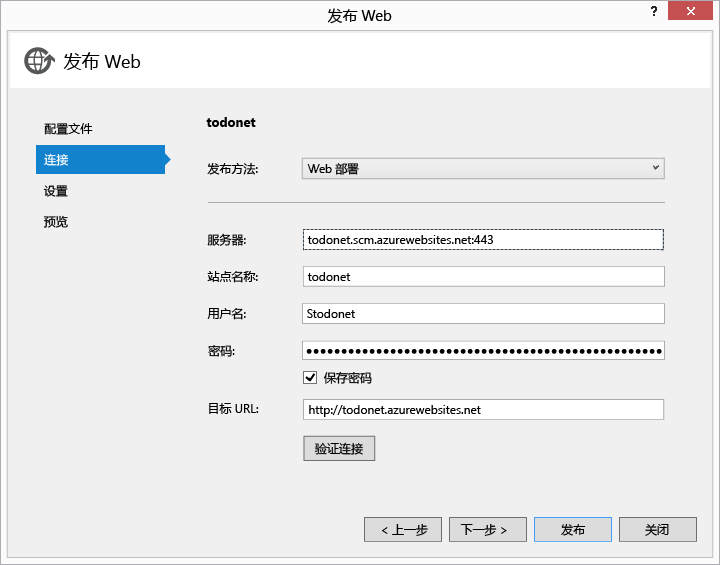 发布 Web
?
发布 Web
配置文件
连接
设置
预览
todonet
发布方法: Web 部署
服务器: todonet.scm.azurewebsites.net:443
站点名称: todonet
用户名: Stodonet
密码: ●●●●●●●●●●●●●●●●●●●●●●●●●●●●●●●●●●●●●●●●●●●●●●●●●●●
保存密码
目标 URL: http://todonet.azurewebsites.net
验证连接
< 上一步 下一步 > 发布 关闭